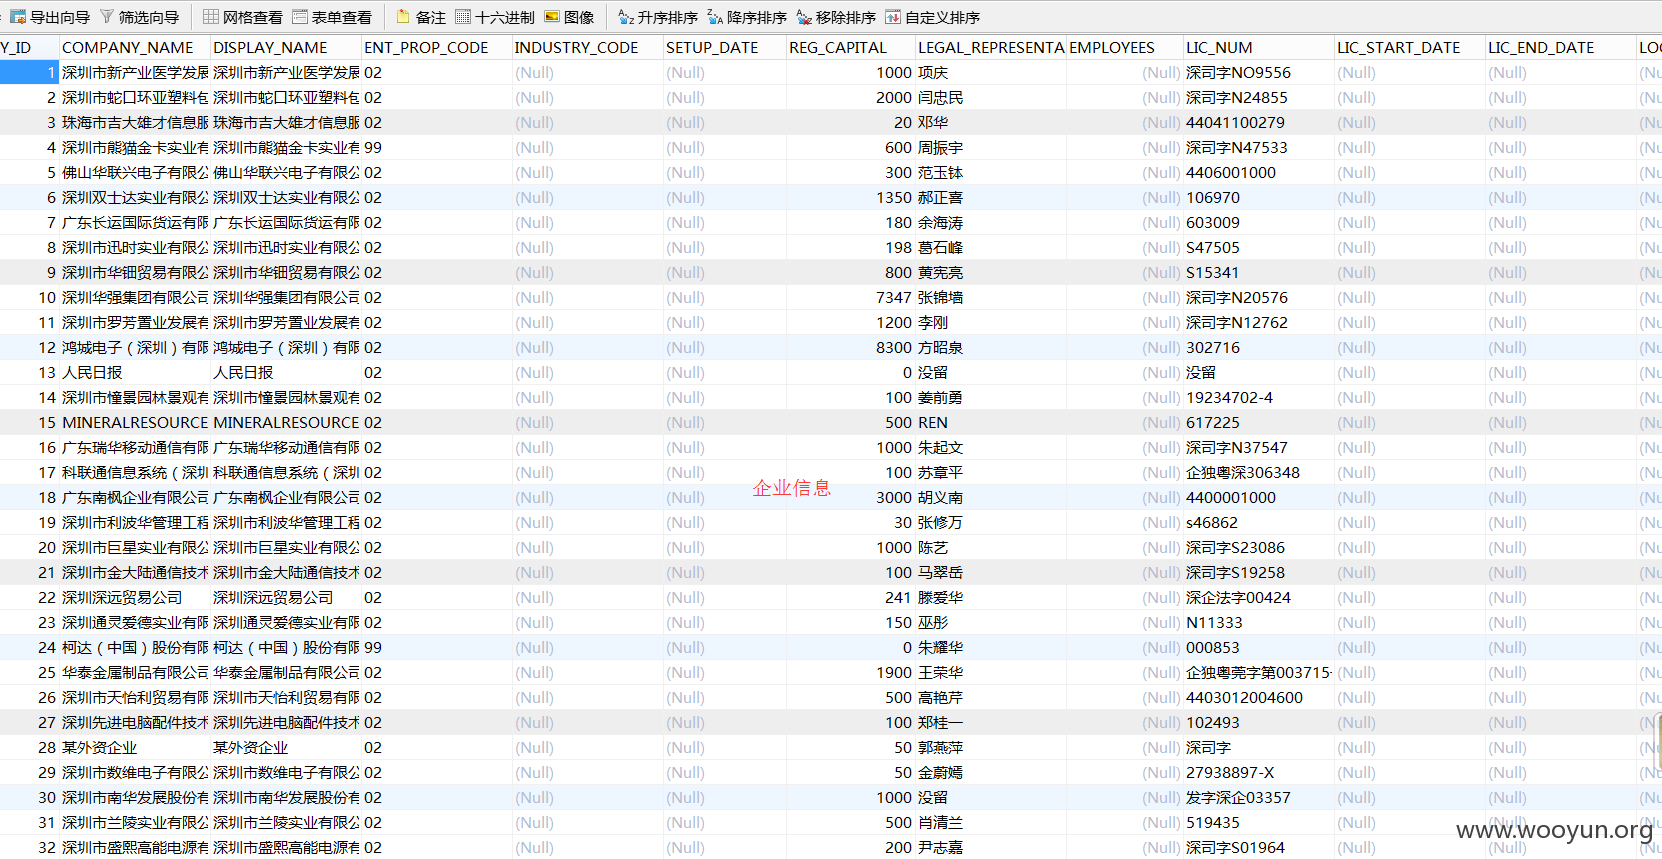 导出向导 筛选向导 网格查看 表单查看 备注 十六进制 图像 升序排序 降序排序 移除排序 自定义排序
Y_ID COMPANY_NAME DISPLAY_NAME ENT_PROP_CODE INDUSTRY_CODE SETUP_DATE REG_CAPITAL LEGAL_REPRESENTA EMPLOYEES LIC_NUM LIC_START_DATE LIC_END_DATE LO
1 深圳市新产业医学发展 深圳市新产业医学发展 02 (Null) (Null) 1000 项庆 (Null) 深司字NO9556 (Null) (Null) (Nu
2 深圳市蛇口环亚塑料包 深圳市蛇口环亚塑料包 02 (Null) (Null) 2000 闫忠民 (Null) 深司字N24855 (Null) (Null) (Nu
3 珠海市吉大雄才信息服 珠海市吉大雄才信息服 02 (Null) (Null) 20 邓华 (Null) 44041100279 (Null) (Null) (Nu
4 深圳市熊猫金卡实业有 深圳市熊猫金卡实业有 99 (Null) (Null) 600 周振宇 (Null) 深司字N47533 (Null) (Null) (Nu
5 佛山华联兴电子有限公 佛山华联兴电子有限公 02 (Null) (Null) 300 范玉钵 (Null) 4406001000 (Null) (Null) (Nu
6 深圳双士达实业有限公 深圳双士达实业有限公 02 (Null) (Null) 1350 郝正喜 (Null) 106970 (Null) (Null) (Nu
7 广东长运国际货运有限 广东长运国际货运有限 02 (Null) (Null) 180 余海涛 (Null) 603009 (Null) (Null) (Nu
8 深圳市迅时实业有限公 深圳市迅时实业有限公 02 (Null) (Null) 198 葛石峰 (Null) S47505 (Null) (Null) (Nu
9 深圳市华钿贸易有限公 深圳市华钿贸易有限公 02 (Null) (Null) 800 黄宪亮 (Null) S15341 (Null) (Null) (Nu
10 深圳华强集团有限公司 深圳华强集团有限公司 02 (Null) (Null) 7347 张锦墙 (Null) 深司字N20576 (Null) (Null) (Nu
11 深圳市罗芳置业发展有 深圳市罗芳置业发展有 02 (Null) (Null) 1200 李刚 (Null) 深司字N12762 (Null) (Null) (Nu
12 鸿城电子（深圳）有限 鸿城电子（深圳）有限 02 (Null) (Null) 8300 方昭泉 (Null) 302716 (Null) (Null) (Nu
13 人民日报 人民日报 02 (Null) (Null) 0 没留 (Null) 没留 (Null) (Null) (Nu
14 深圳市憧景园林景观有 深圳市憧景园林景观有 02 (Null) (Null) 100 姜前勇 (Null) 19234702-4 (Null) (Null) (Nu
15 MINERALRESOURCE MINERALRESOURCE 02 (Null) (Null) 500 REN (Null) 617225 (Null) (Null) (Nu
16 广东瑞华移动通信有限 广东瑞华移动通信有限 02 (Null) (Null) 1000 朱起文 (Null) 深司字N37547 (Null) (Null) (Nu
17 科联通信息系统（深圳 科联通信息系统（深圳 02 (Null) (Null) 100 苏章平 (Null) 企独粤深306348 (Null) (Null) (Nu
企业信息
18 广东南枫企业有限公司 广东南枫企业有限公司 02 (Null) (Null) 3000 胡义南 (Null) 4400001000 (Null) (Null) (Nu
19 深圳市利波华管理工程 深圳市利波华管理工程 02 (Null) (Null) 30 张修万 (Null) s46862 (Null) (Null) (Nu
20 深圳市巨星实业有限公 深圳市巨星实业有限公 02 (Null) (Null) 1000 陈艺 (Null) 深司字S23086 (Null) (Null) (Nu
21 深圳市金大陆通信技术 深圳市金大陆通信技术 02 (Null) (Null) 100 马翠岳 (Null) 深司字S19258 (Null) (Null) (Nu
22 深圳深远贸易公司 深圳深远贸易公司 02 (Null) (Null) 241 滕爱华 (Null) 深企法字00424 (Null) (Null) (Nu
23 深圳通灵爱德实业有限 深圳通灵爱德实业有限 02 (Null) (Null) 150 巫彤 (Null) N11333 (Null) (Null) (Nu
24 柯达（中国）股份有限 柯达（中国）股份有限 99 (Null) (Null) 0 朱耀华 (Null) 000853 (Null) (Null) (Nu
25 华泰金属制品有限公司 华泰金属制品有限公司 02 (Null) (Null) 1900 王荣华 (Null) 企独粤莞字第003715- (Null) (Null) (Nu
26 深圳市天怡利贸易有限 深圳市天怡利贸易有限 02 (Null) (Null) 500 高艳芹 (Null) 4403012004600 (Null) (Null) (Nu
27 深圳先进电脑配件技术 深圳先进电脑配件技术 02 (Null) (Null) 100 郑桂一 (Null) 102493 (Null) (Null) (Nu
28 某外资企业 某外资企业 02 (Null) (Null) 50 郭燕萍 (Null) 深司字 (Null) (Null) (Nu
29 深圳市数维电子有限公 深圳市数维电子有限公 02 (Null) (Null) 50 金蔚嫣 (Null) 27938897-X (Null) (Null) (Nu
30 深圳市南华发展股份有 深圳市南华发展股份有 02 (Null) (Null) 1000 没留 (Null) 发字深企03357 (Null) (Null) (Nu
31 深圳市兰陵实业有限公 深圳市兰陵实业有限公 02 (Null) (Null) 500 肖清兰 (Null) 519435 (Null) (Null) (Nu
www.wooyun.org
32 深圳市盛熙高能电源有 深圳市盛熙高能电源有 02 (Null) (Null) 200 尹志嘉 (Null) 深司字S01964 (Null) (Null) (Nu